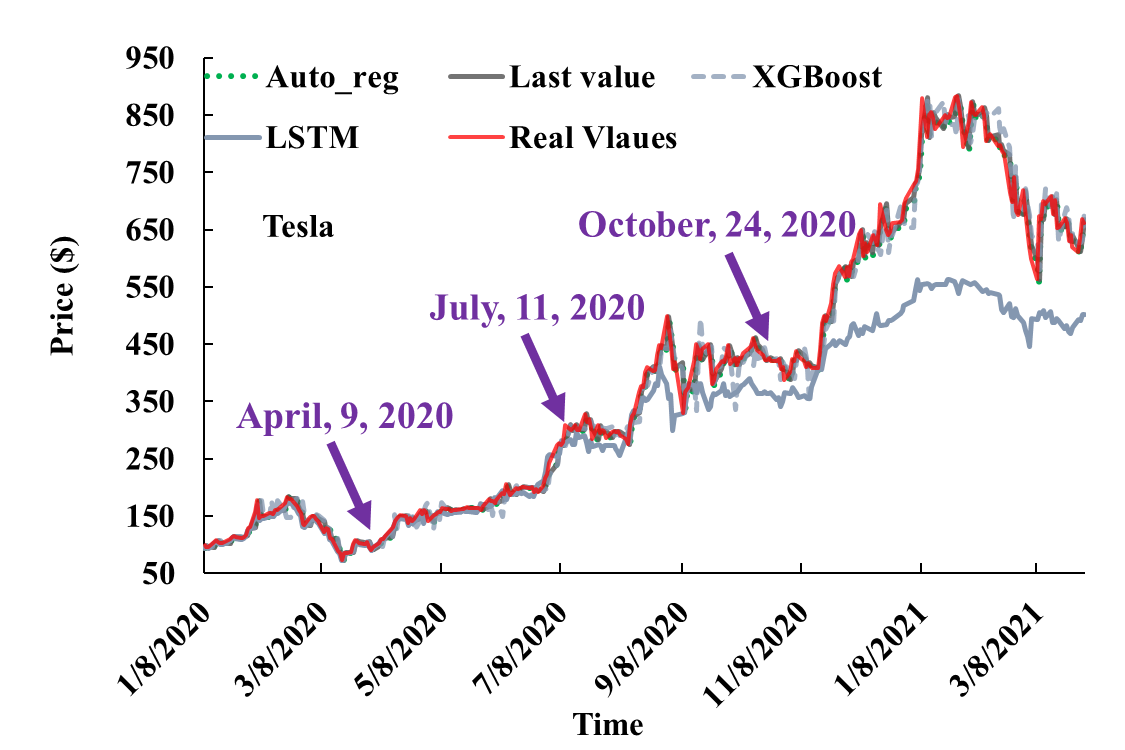 950
850
750
650
550
450
350
250
150
50
Price ($)
Auto_reg
Last value
XGBoost
LSTM
Real Vlaues
Tesla
October, 24, 2020
July, 11, 2020
April, 9, 2020
1/8/2020
3/8/2020
5/8/2020
7/8/2020
9/8/2020
11/8/2020
1/8/2021
3/8/2021
Time